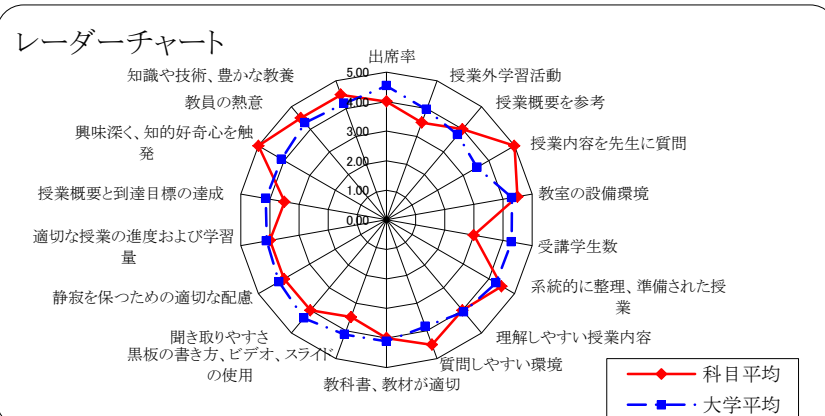 レーダーチャート
出席率
授業外学習活動
授業概要を参考
授業内容を先生に質問
教室の設備環境
受講学生数
系統的に整理、準備された授
業
理解しやすい授業内容
質問しやすい環境
教科書、教材が適切
黒板の書き方、ビデオ、スライド
の使用
聞き取りやすさ
静寂を保つための適切な配慮
適切な授業の進度および学習
量
授業概要と到達目標の達成
興味深く、知的好奇心を触
発
教員の熱意
知識や技術、豊かな教養
5.00
4.00
3.00
2.00
1.00
0.00
科目平均
大学平均